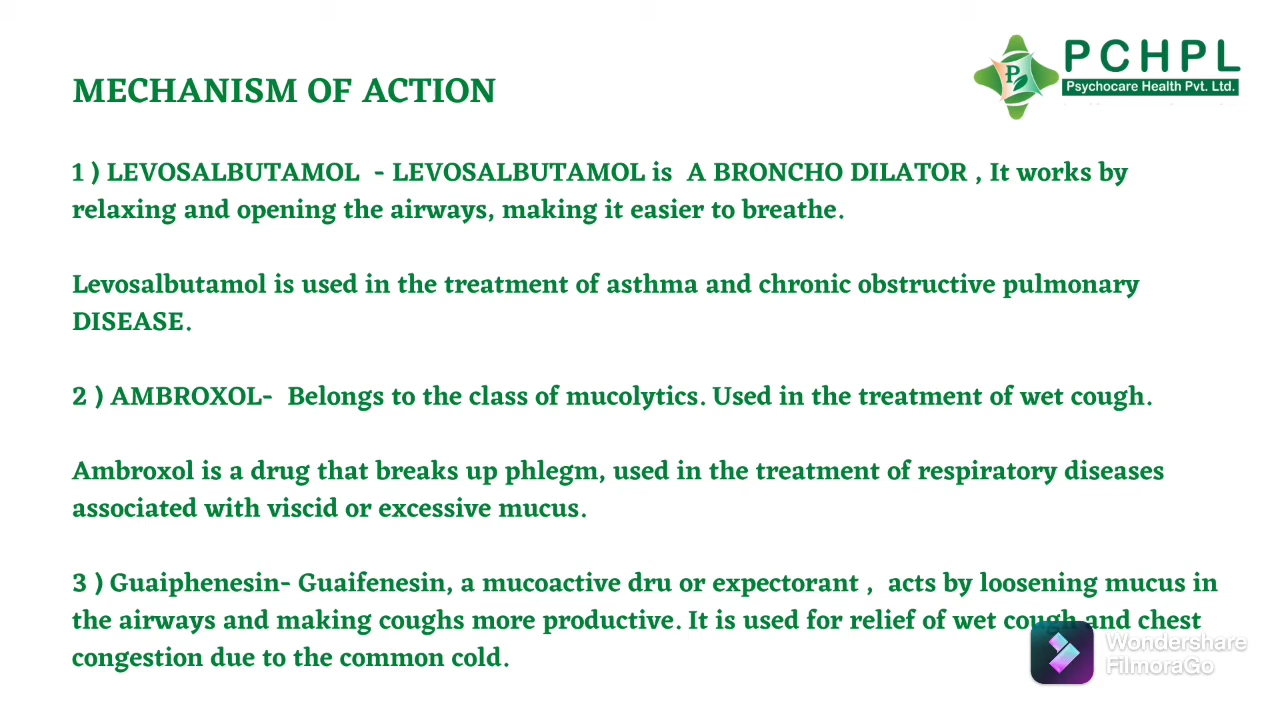 PCHPL
P
Psychocare Health Pvt. Ltd.
MECHANISM OF ACTION
1 ) LEVOSALBUTAMOL - LEVOSALBUTAMOL is A BRONCHO DILATOR , It works by
relaxing and opening the airways, making it easier to breathe.
Levosalbutamol is used in the treatment of asthma and chronic obstructive pulmonary
DISEASE.
2 ) AMBROXOL- Belongs to the class of mucolytics. Used in the treatment of wet cough.
Ambroxol is a drug that breaks up phlegm, used in the treatment of respiratory diseases
associated with viscid or excessive mucus.
3 ) Guaiphenesin- Guaifenesin, a mucoactive dru or expectorant , acts by loosening mucus in
the airways and making coughs more productive. It is used for relief of wet cough and chest
congestion due to the common cold.
Wondershare
FilmoraGo